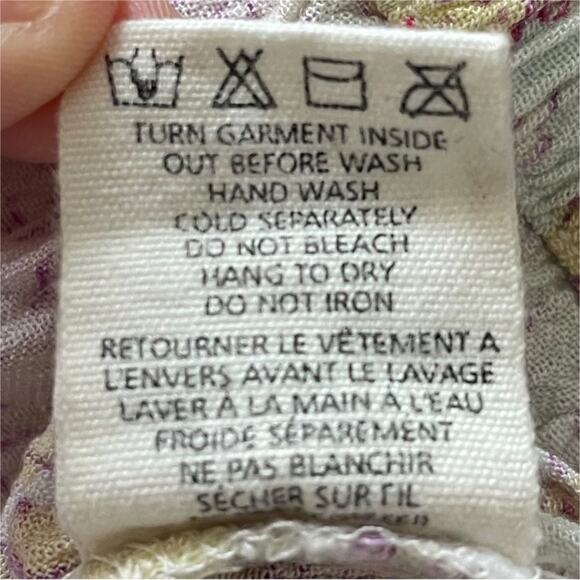 TURN GARMENT INSIDE
OUT BEFORE WASH
HAND WASH
COLD SEPARATELY
DO NOT BLEACH
HANG TO DRY
DO NOT IRON
RETOURNER LE VÊTEMENT A
L'ENVERS AVANT LE LAVAGE
LAVER À LA MAIN À L'EAU
FROIDE SÉPARÉMENT
NE PAS BLANCHIR
SÉCHER SUR FIL